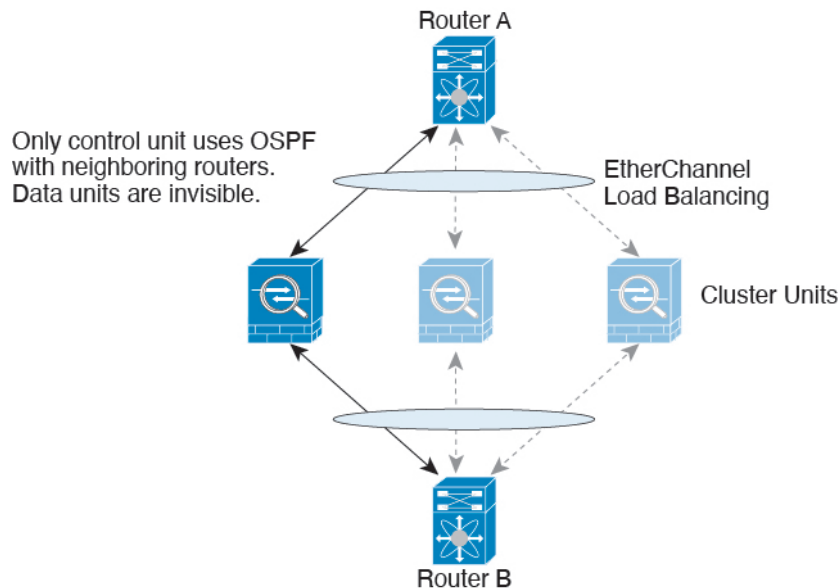 Router A
Only control unit uses OSPF
with neighboring routers.
Data units are invisible.
EtherChannel
Load Balancing
Cluster Units
Router B